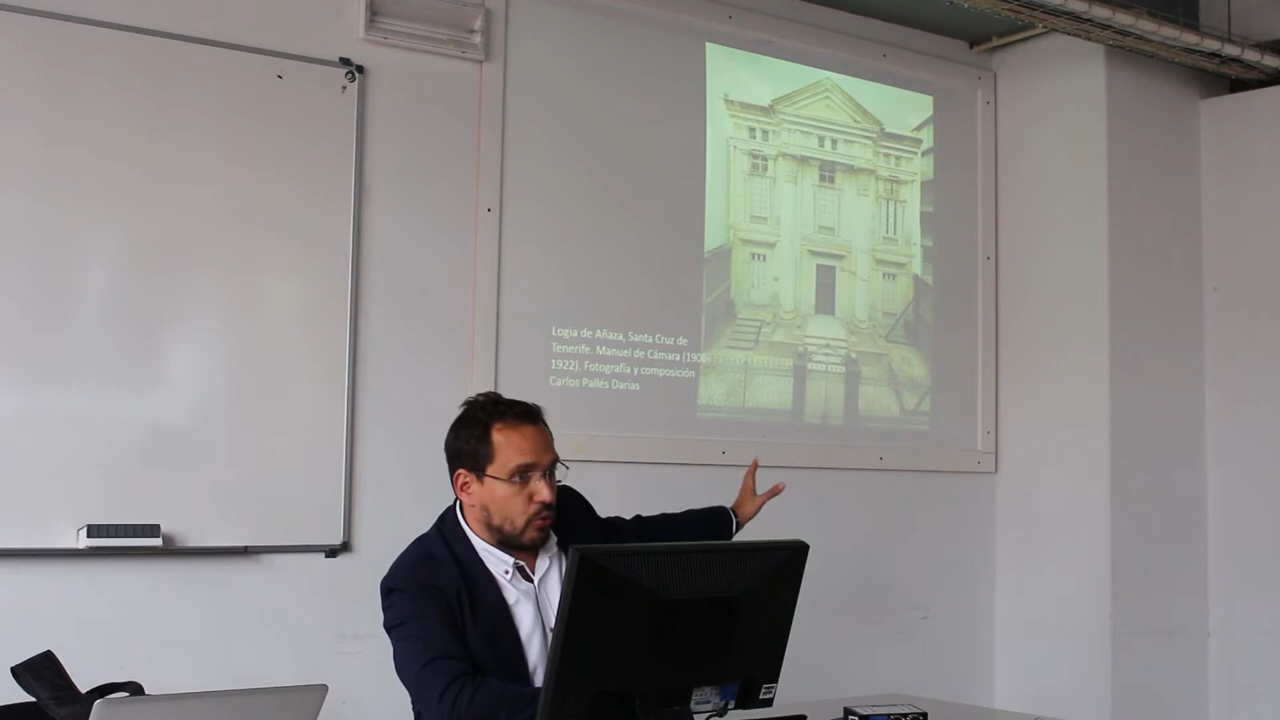 Logia de Añaza, Santa Cruz de
Tenerife. Manuel de Cámara (1900-
1922). Fotografía y composición
Carlos Pallés Darias